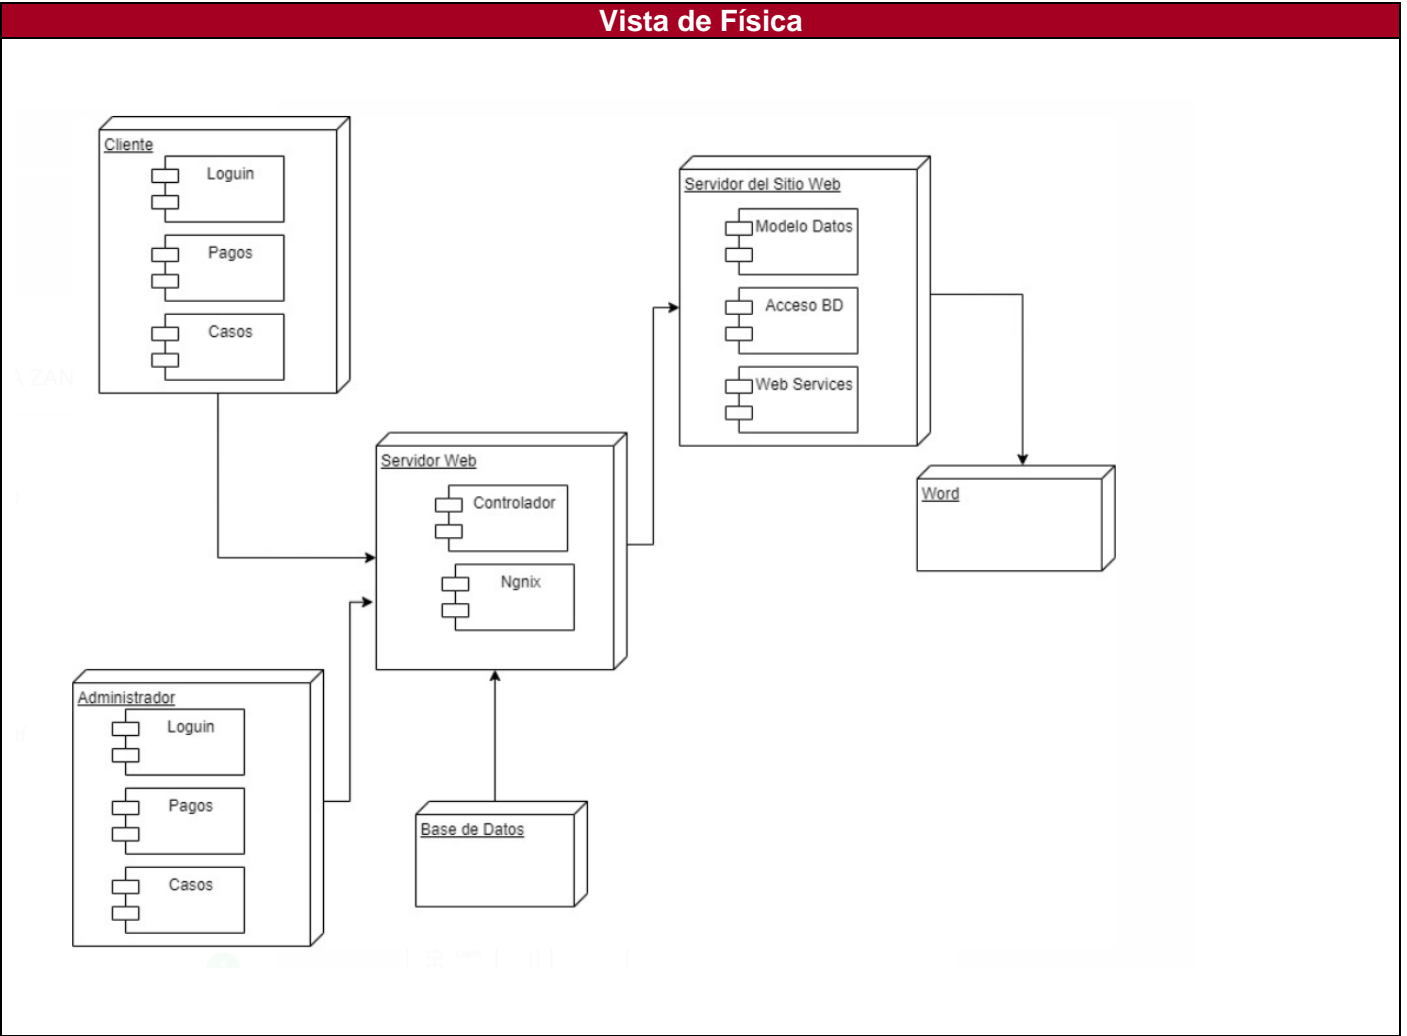 Vista de Física
Cliente
Loguin
Pagos
Casos
Servidor del Sitio Web
Modelo Datos
Acceso BD
Web Services
Servidor Web
Controlador
Ngnix
Word
Administrador
Loguin
Pagos
Casos
Base de Datos